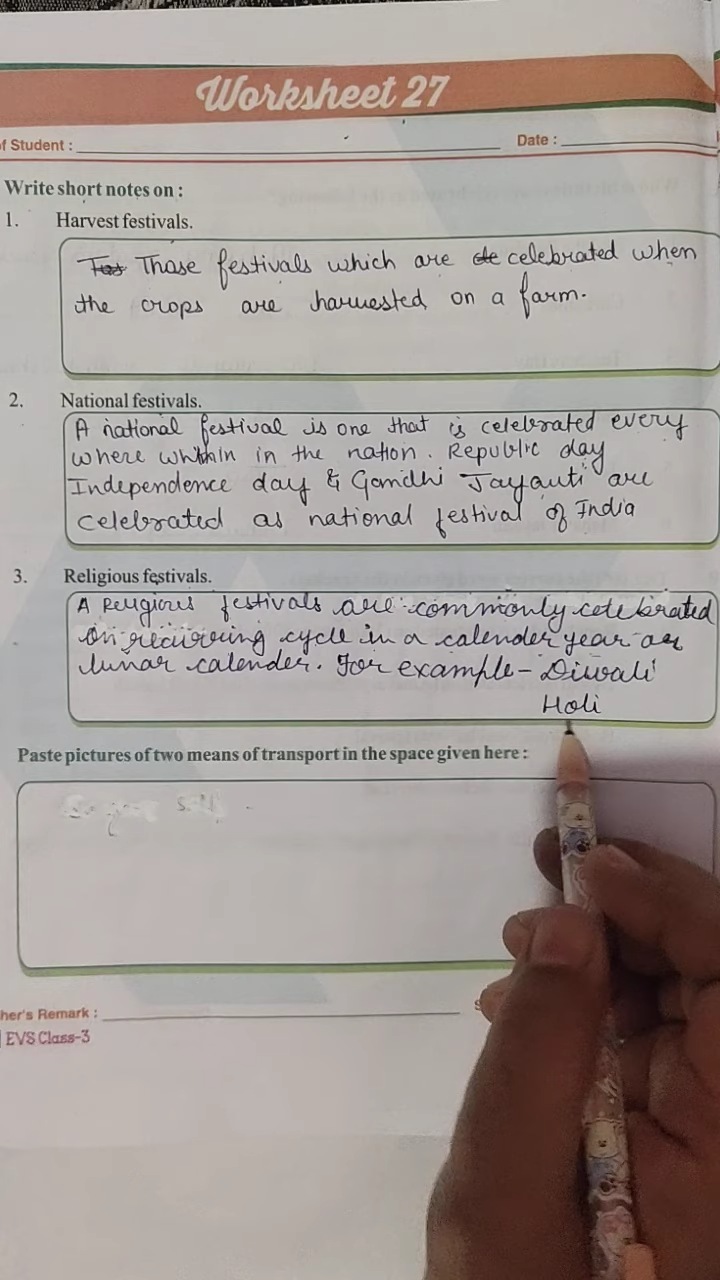 Worksheet 27
f Student :
Date :
Write short notes on :
1. Harvest festivals.
Those festivals which are celebrated when
the crops are harvested on a farm.
2. National festivals.
A national festival is one that is celebrated every
where whthin in the nation. Republic day
Independence day & Gandhi Jayanti are
celebrated as national festival of India
3. Religious festivals.
A Religious festivals are commonly celebrated
on recurring cycle in a calender year or
lunar calender. For example - Diwali
Holi
Paste pictures of two means of transport in the space given here :
her's Remark :
EVS Class-3